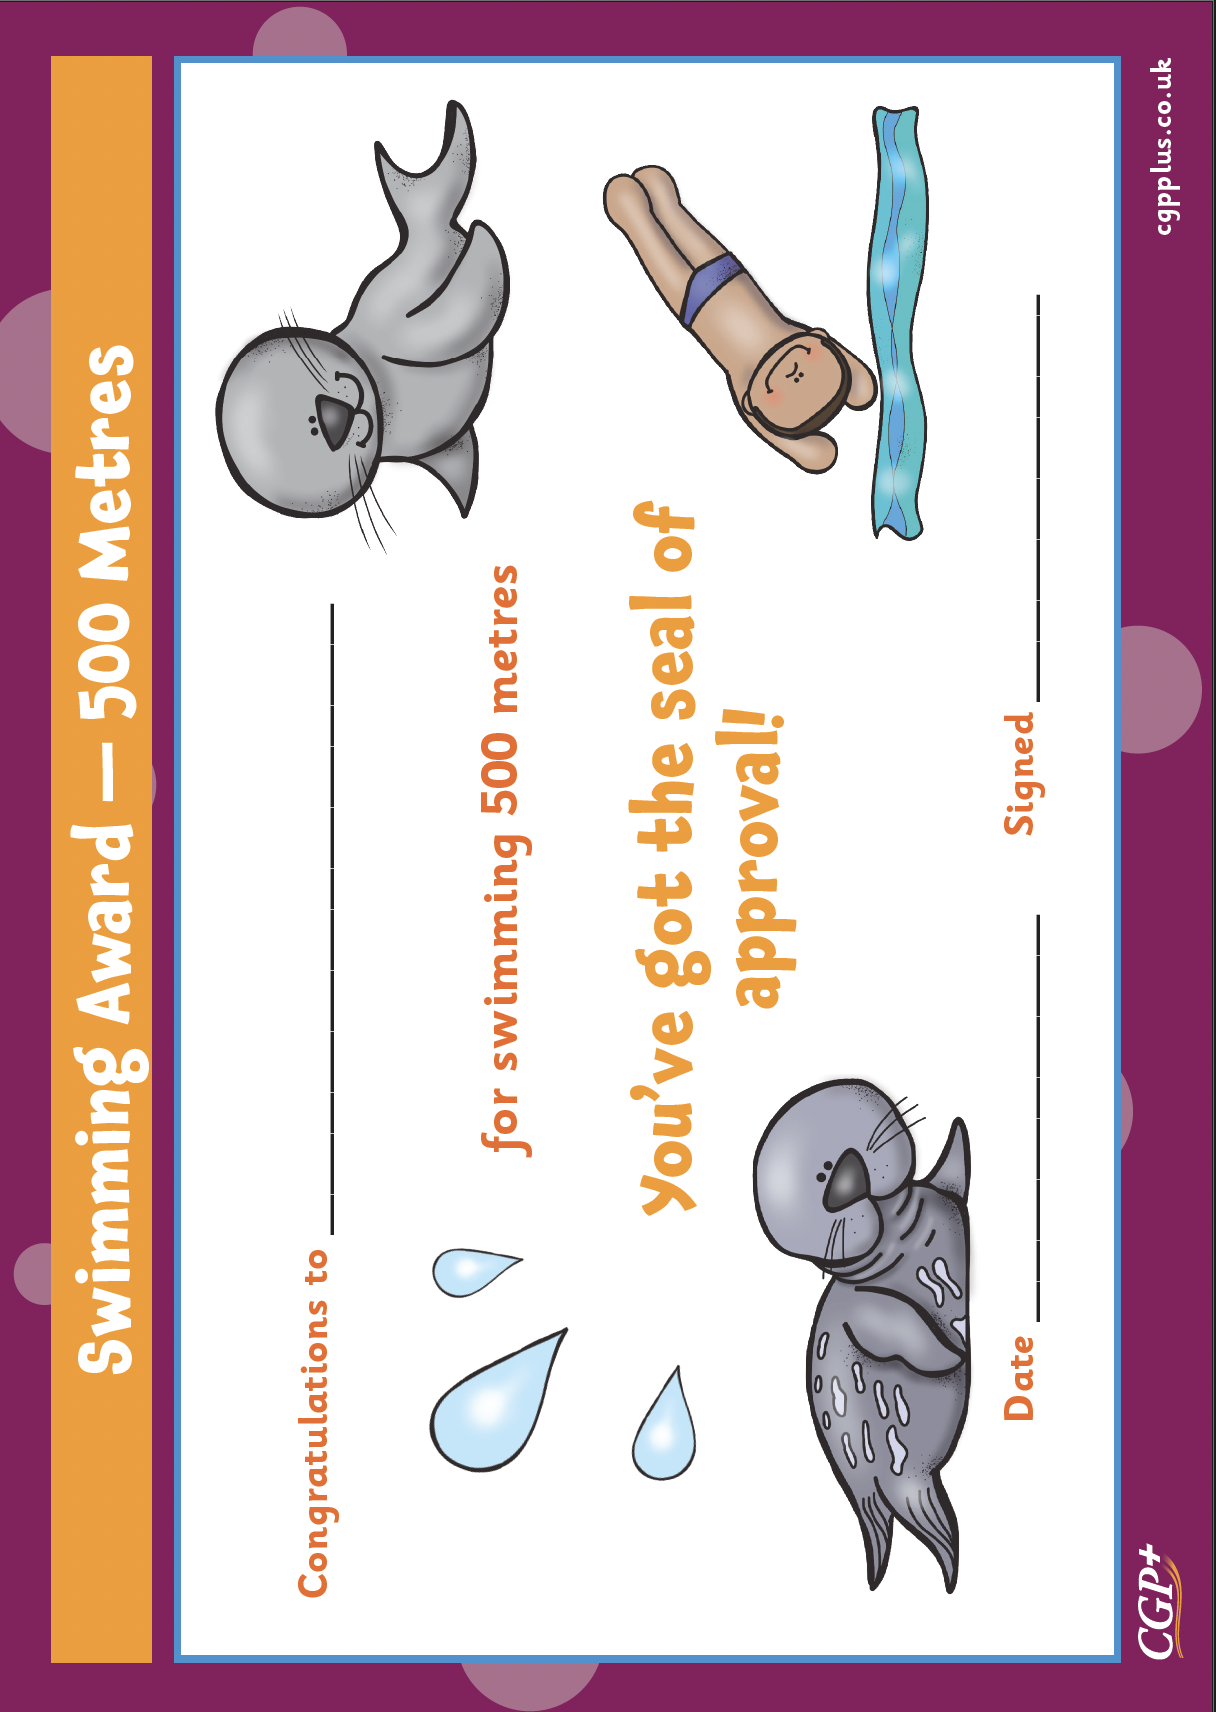 Swimming Award — 500 Metres
Congratulations to
for swimming 500 metres
You've got the seal of
approval!
Date
Signed
CGP+
cgpplus.co.uk